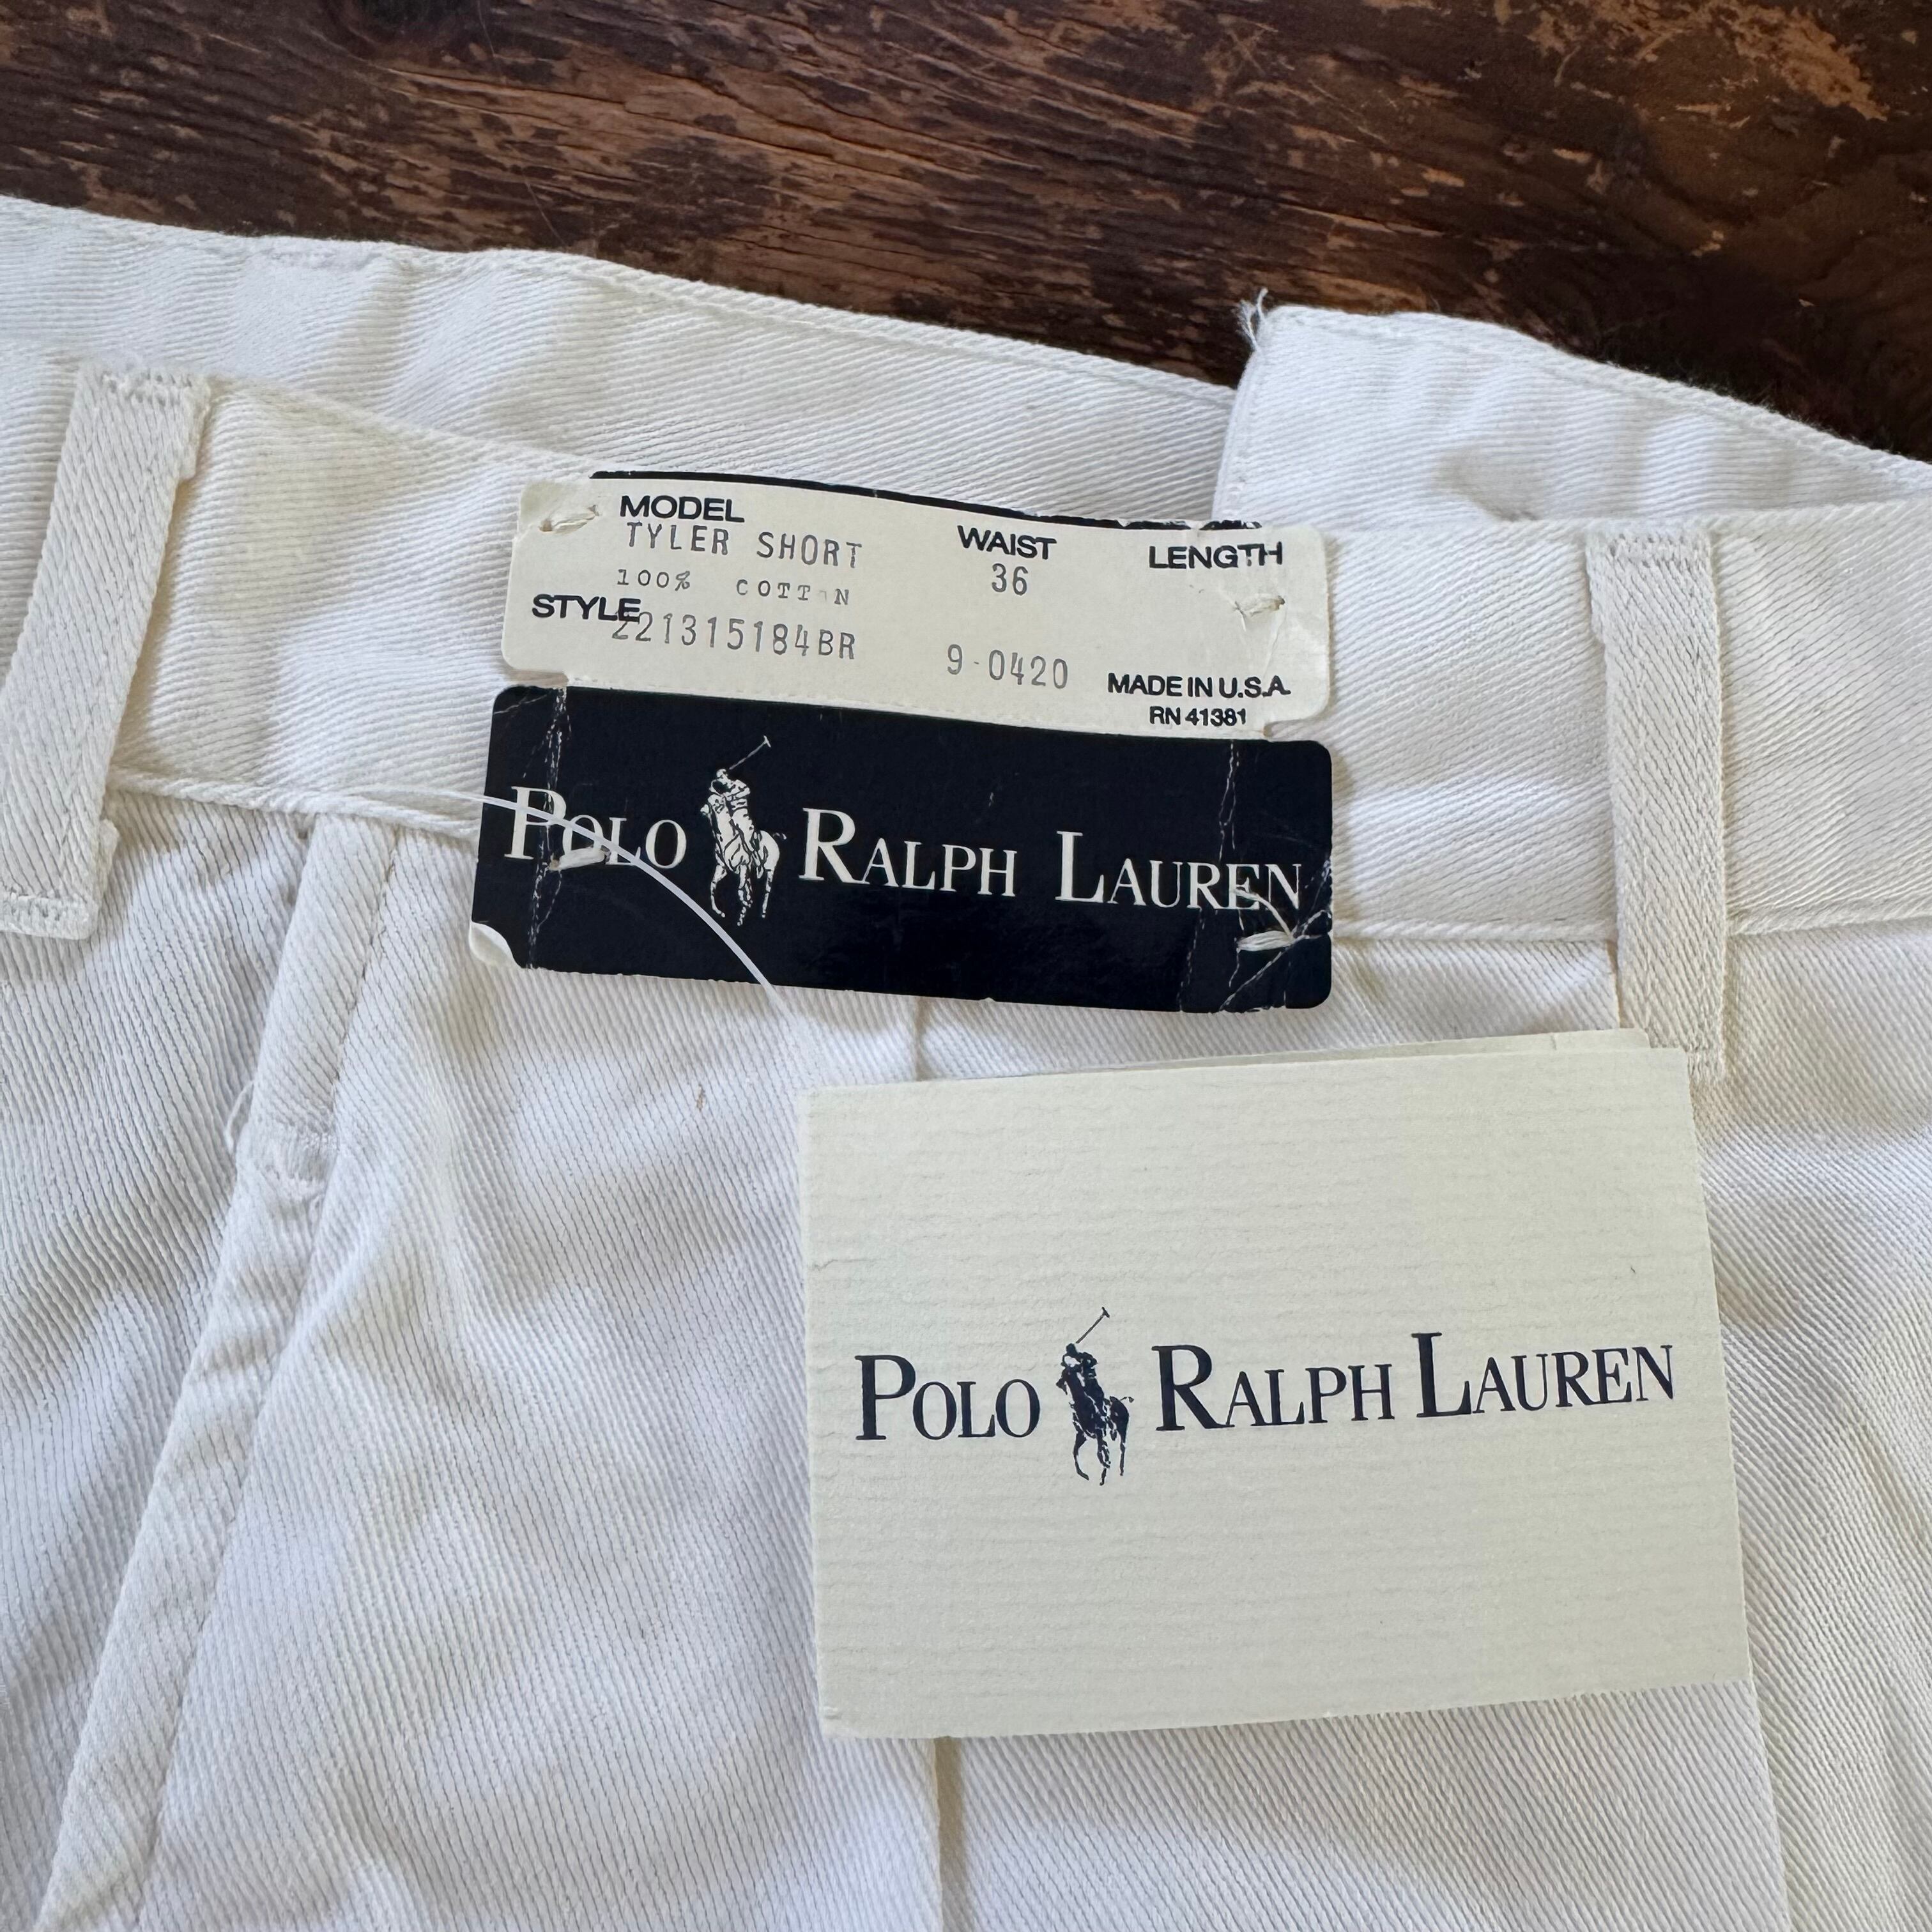 MODEL
TYLER SHORT
WAIST
36
LENGTH
100% COTT N
STYLE
221315184BR
9-0420
MADE IN U.S.A.
RN 41381
POLO RALPH LAUREN
POLO RALPH LAUREN